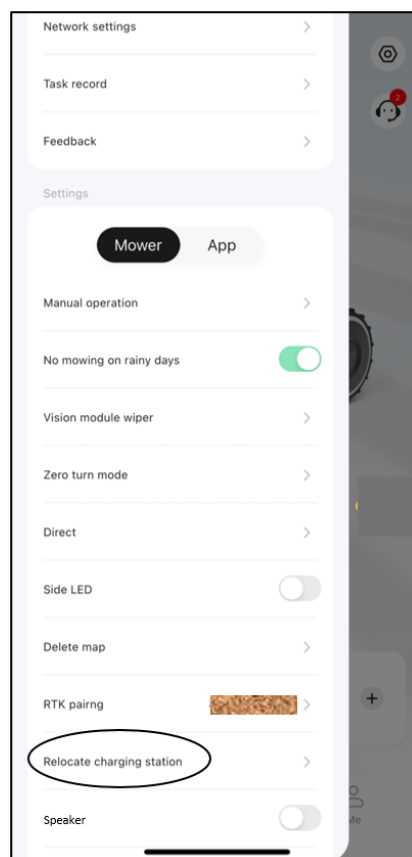 Network settings
Task record
2
Feedback
Settings
Mower App
Manual operation
No mowing on rainy days
Vision module wiper
Zero turn mode
Direct
Side LED
Delete map
RTK pairng
Relocate charging station
Speaker
Me